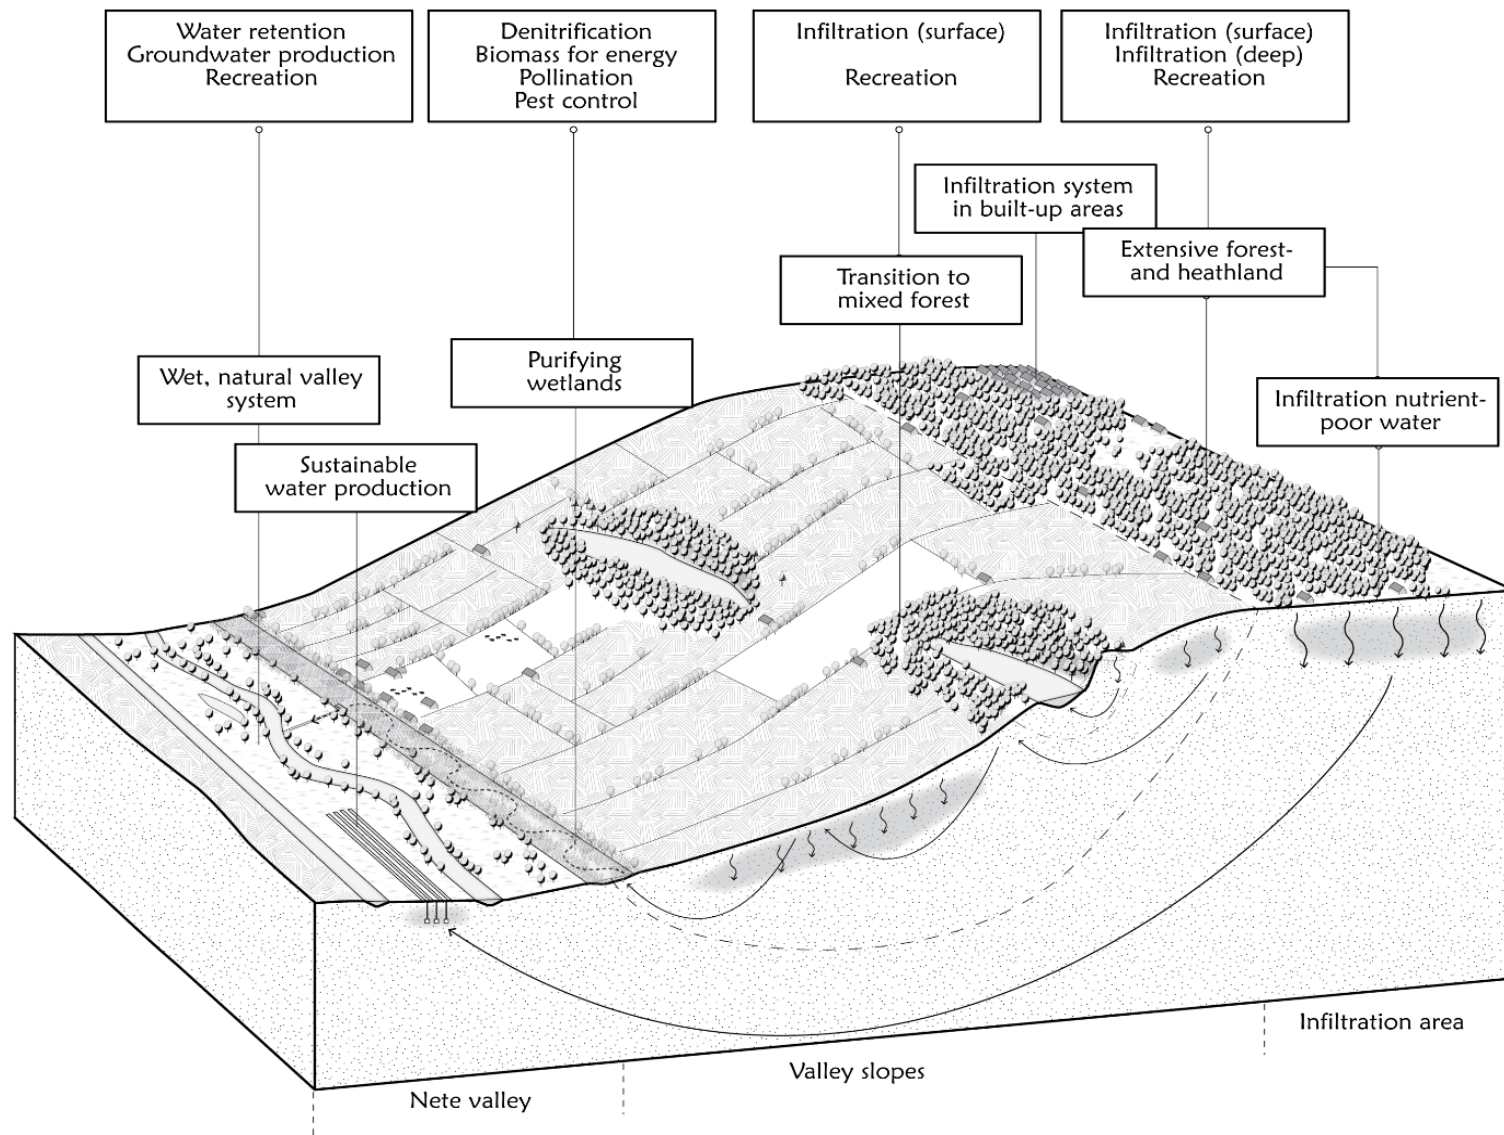 Water retention
Groundwater production
Recreation
Denitrification
Biomass for energy
Pollination
Pest control
Infiltration (surface)
Recreation
Infiltration (surface)
Infiltration (deep)
Recreation
Infiltration system
in built-up areas
Extensive forest-
and heathland
Transition to
mixed forest
Purifying
wetlands
Wet, natural valley
system
Infiltration nutrient-
poor water
Sustainable
water production
Infiltration area
Valley slopes
Nete valley